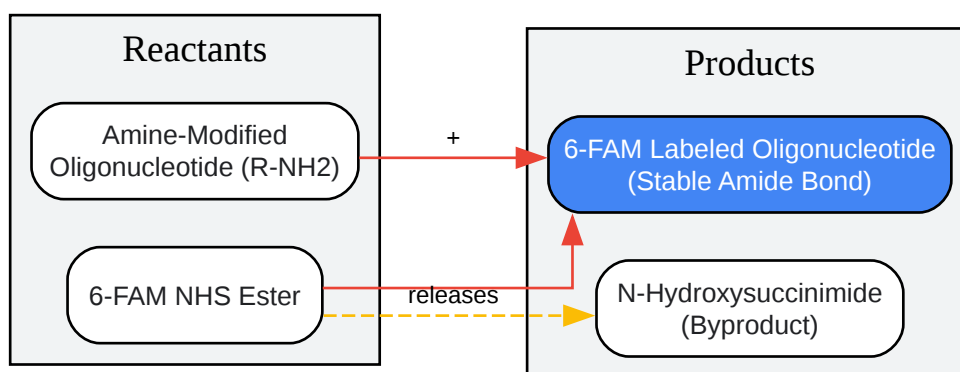 Reactants
Amine-Modified
Oligonucleotide (R-NH2)
6-FAM NHS Ester
+
releases
Products
6-FAM Labeled Oligonucleotide
(Stable Amide Bond)
N-Hydroxysuccinimide
(Byproduct)